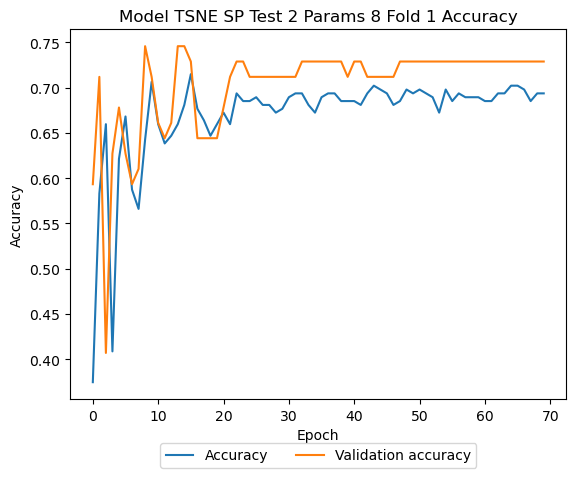 Model TSNE SP Test 2 Params 8 Fold 1 Accuracy
0.75
0.70
0.65
0.60
0.55
0.50
0.45
0.40
Accuracy
0 10 20 30 40 50 60 70
Epoch
Accuracy Validation accuracy